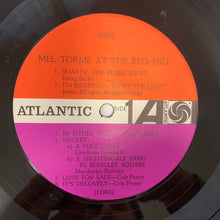 8066
MEL TORME AT THE RED HILL
1. SHAKIN' THE BLUES AWAY
Irving Berlin
2. I'M BEGINNING TO SEE THE LIGHT
James-Ellington-Hodges-George
ATLANTIC
SIDE 1
3. IN OTHER WORDS
4. MEDLEY:
a) A FOGGY DAY
Gershwin-Gershwin
b) A NIGHTINGALE SANG
IN BERKELEY SQUARE
Maschwitz-Sherwin
5. LOVE FOR SALE—Cole Porter
6. IT'S DELOVELY—Cole Porter